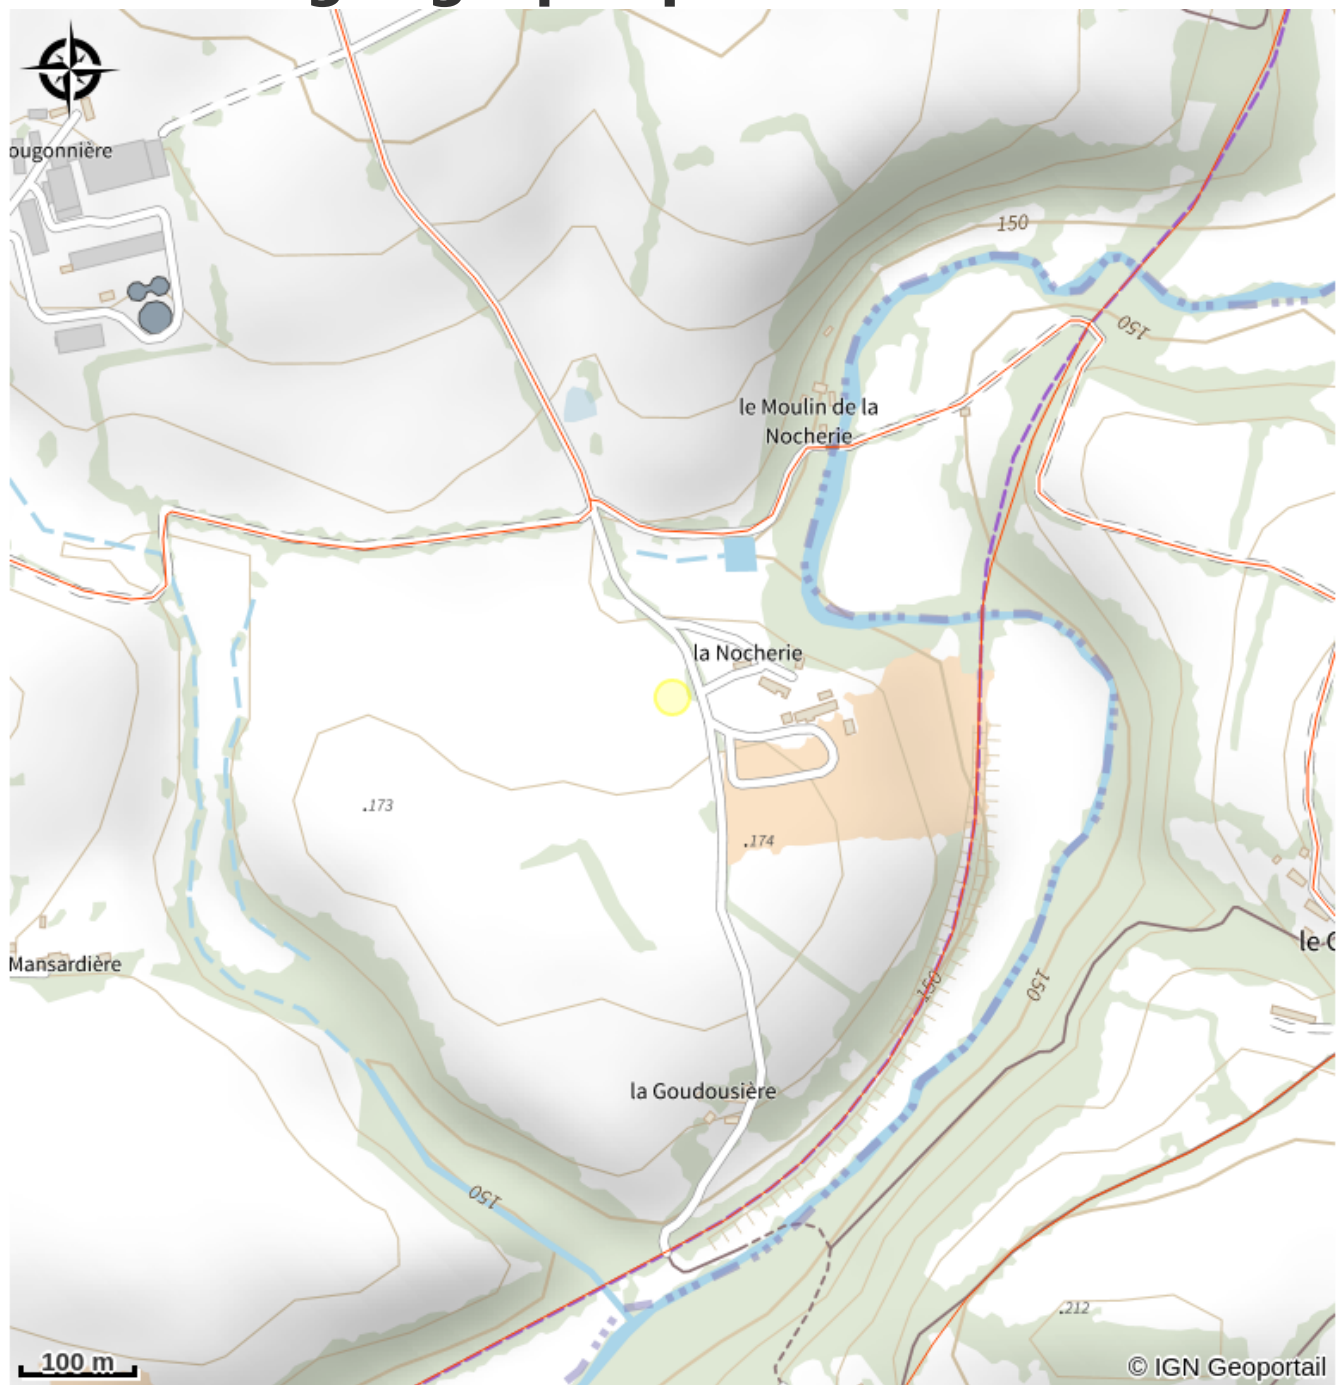 150
ougonnière
150
le Moulin de la
Nocherie
la Nocherie
.173
.174
Mansardière
le
150
150
la Goudousière
150
.212
100 m
© IGN Geoportail